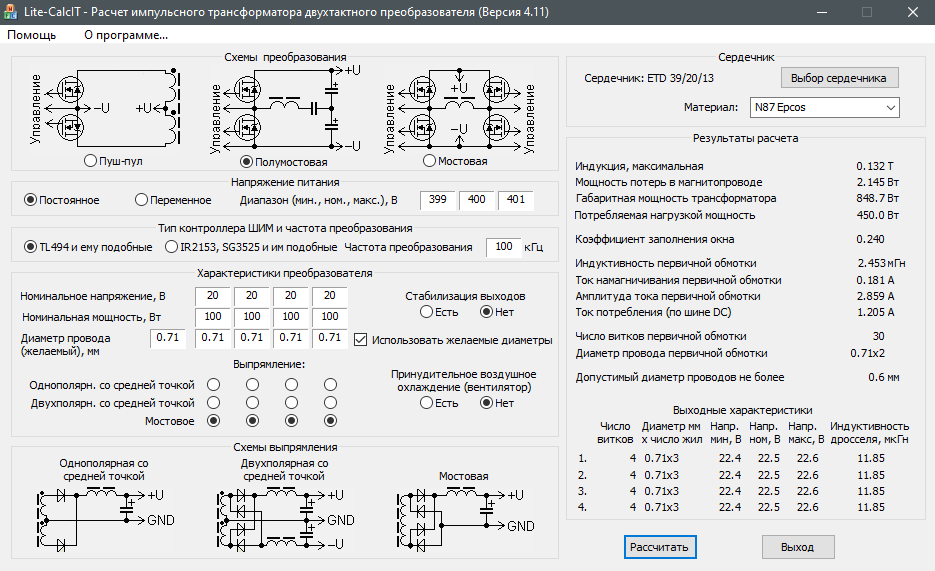 Lite-CalcIT - Расчет импульсного трансформатора двухтактного преобразователя (Версия 4.11)
Помощь О программе...
Схемы преобразования
Управление
-U
+U
Пуш-пул
Управление
+U
-U
Полумостовая
Управление
+U
-U
Управление
Мостовая
Напряжение питания
Постоянное Переменное Диапазон (мин., ном., макс.), В 399 400 401
Тип контроллера ШИМ и частота преобразования
TL494 и ему подобные IR2153, SG3525 и им подобные Частота преобразования 100 кГц
Характеристики преобразователя
Номинальное напряжение, В 20 20 20 20
Номинальная мощность, Вт 100 100 100 100
Диаметр провода (желаемый), мм 0.71 0.71 0.71 0.71 0.71
Стабилизация выходов
Есть Нет
Использовать желаемые диаметры
Выпрямление:
Однополярн. со средней точкой
Двухполярн. со средней точкой
Мостовое
Принудительное воздушное
охлаждение (вентилятор)
Есть Нет
Схемы выпрямления
Однополярная со
средней точкой
+U
GND
Двухполярная со
средней точкой
+U
GND
-U
Мостовая
+U
GND
Сердечник
Сердечник: ETD 39/20/13 Выбор сердечника
Материал: N87 Epcos
Результаты расчета
Индукция, максимальная 0.132 Т
Мощность потерь в магнитопроводе 2.145 Вт
Габаритная мощность трансформатора 848.7 Вт
Потребляемая нагрузкой мощность 450.0 Вт
Коэффициент заполнения окна 0.240
Индуктивность первичной обмотки 2.453 мГн
Ток намагничивания первичной обмотки 0.181 А
Амплитуда тока первичной обмотки 2.859 А
Ток потребления (по шине DC) 1.205 А
Число витков первичной обмотки 30
Диаметр провода первичной обмотки 0.71x2
Допустимый диаметр проводов не более 0.6 мм
Выходные характеристики
Число Диаметр мм Напр. Напр. Напр. Индуктивность
витков х число жил мин, В ном, В макс, В дросселя, мкГн
1. 4 0.71x3 22.4 22.5 22.6 11.85
2. 4 0.71x3 22.4 22.5 22.6 11.85
3. 4 0.71x3 22.4 22.5 22.6 11.85
4. 4 0.71x3 22.4 22.5 22.6 11.85
Рассчитать Выход